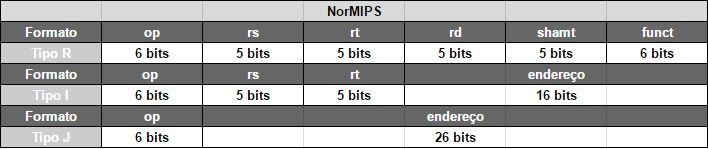 NorMIPS
Formato op rs rt rd shamt funct
Tipo R 6 bits 5 bits 5 bits 5 bits 5 bits 6 bits
Formato op rs rt endereço
Tipo I 6 bits 5 bits 5 bits 16 bits
Formato op endereço
Tipo J 6 bits 26 bits